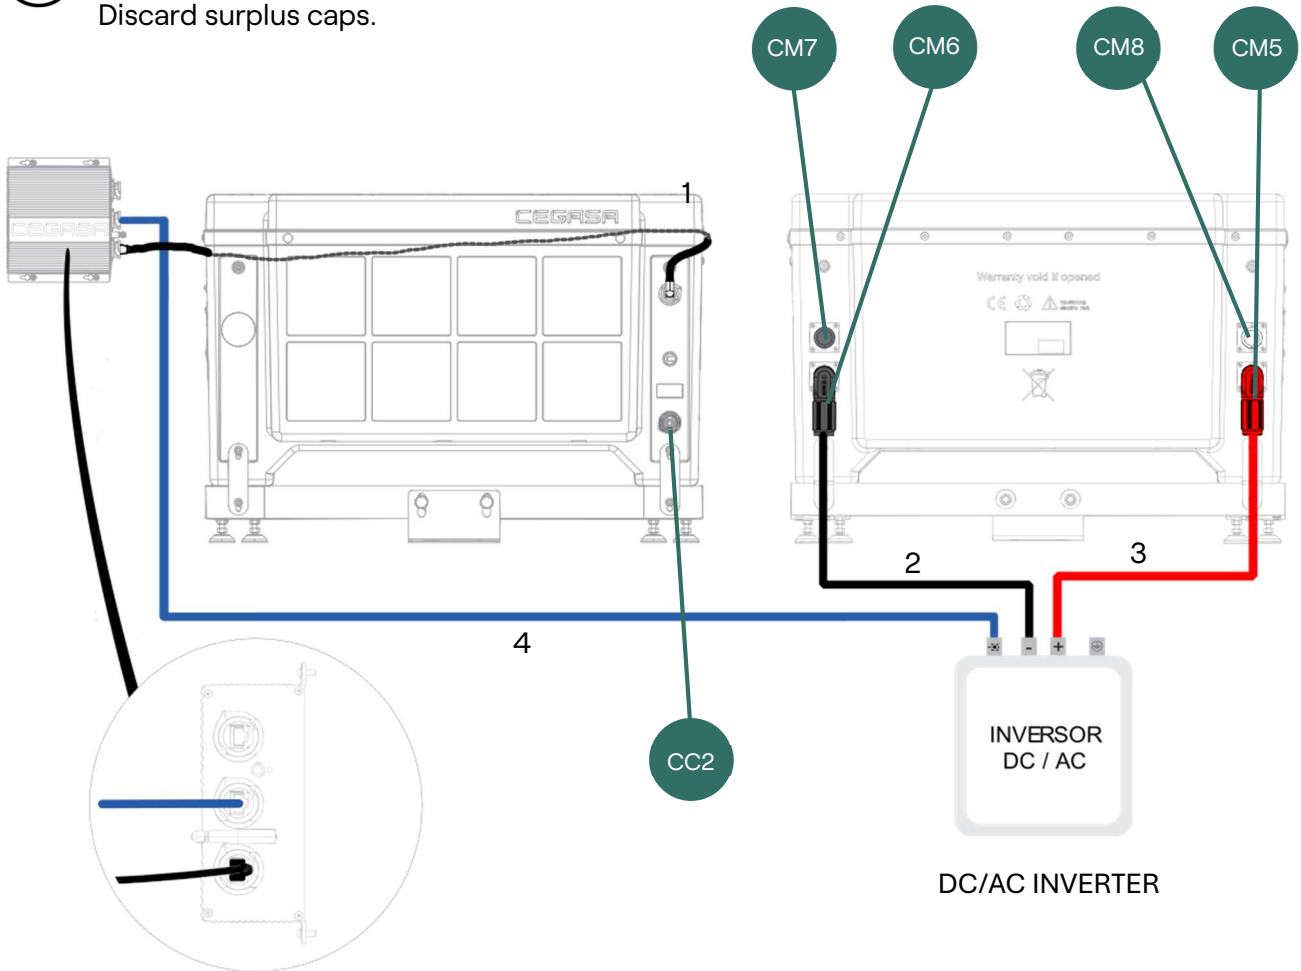 Discard surplus caps.
CM7
CM6
CM8
CM5
CEGASA
1
CEGASA
Warranty void if opened
CE
2
3
4
- +
INVERSOR
DC / AC
CC2
DC/AC INVERTER